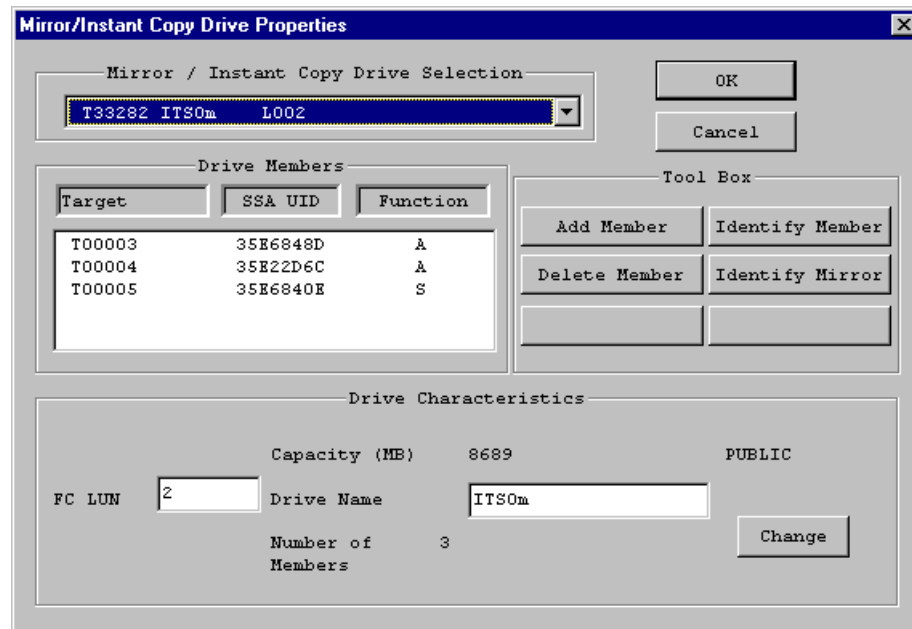 Mirror/Instant Copy Drive Properties
Mirror / Instant Copy Drive Selection
T33282 ITSOm L002
OK
Cancel
Drive Members
Target SSA UID Function
T00003 35E6848D A
T00004 35E22D6C A
T00005 35E6840E S
Tool Box
Add Member Identify Member
Delete Member Identify Mirror
Drive Characteristics
Capacity (MB) 8689 PUBLIC
FC LUN 2 Drive Name ITSOm
Number of 3
Members
Change